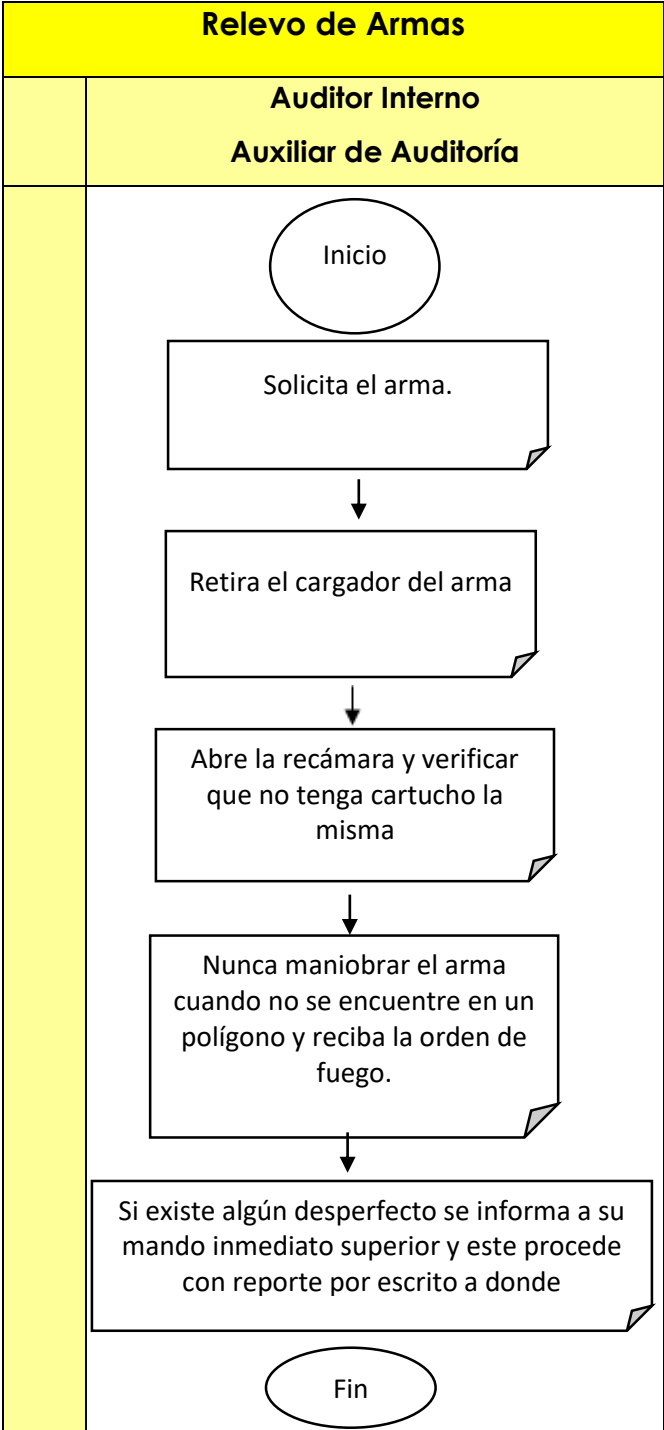 Relevo de Armas
Auditor Interno
Auxiliar de Auditoría
Inicio
Solicita el arma.
Retira el cargador del arma
Abre la recámara y verificar
que no tenga cartucho la
misma
Nunca maniobrar el arma
cuando no se encuentre en un
polígono y reciba la orden de
fuego.
Si existe algún desperfecto se informa a su
mando inmediato superior y este procede
con reporte por escrito a donde
Fin